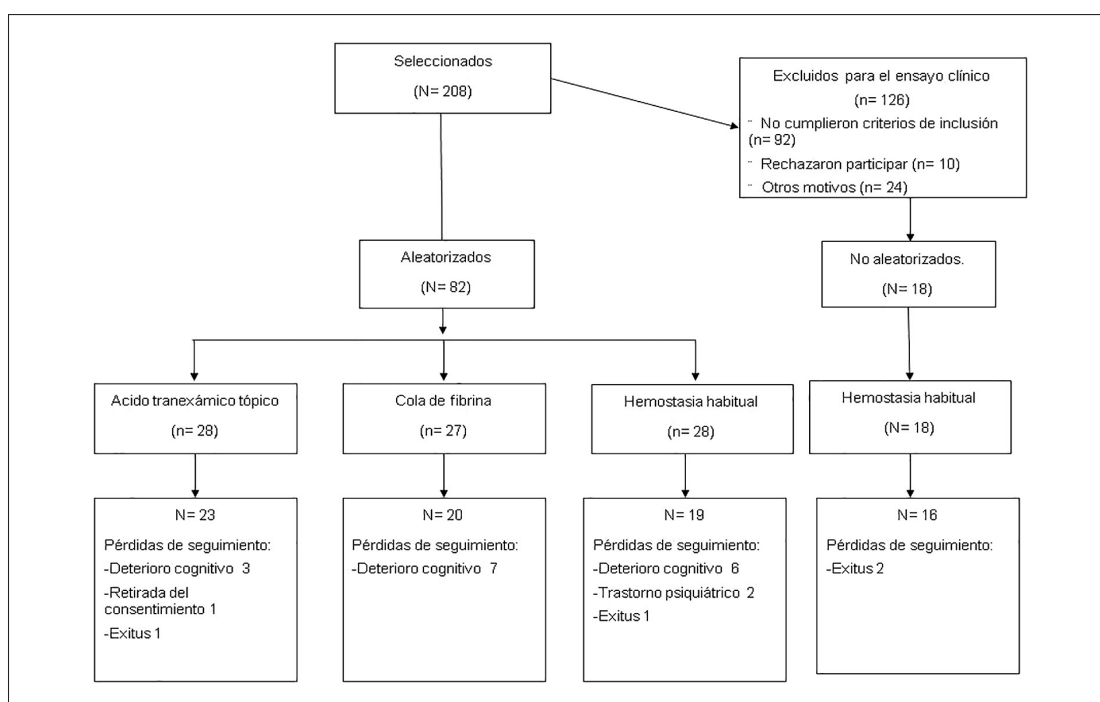 Seleccionados
(N= 208)
Excluidos para el ensayo clínico
(n= 126)
¨ No cumplieron criterios de inclusión
(n= 92)
¨ Rechazaron participar (n= 10)
¨ Otros motivos (n= 24)
Aleatorizados
(N= 82)
No aleatorizados.
(N= 18)
Acido tranexámico tópico
(n= 28)
Cola de fibrina
(n= 27)
Hemostasia habitual
(n= 28)
Hemostasia habitual
(N= 18)
N= 23
Pérdidas de seguimiento:
-Deterioro cognitivo 3
-Retirada del
consentimiento 1
-Exitus 1
N= 20
Pérdidas de seguimiento:
-Deterioro cognitivo 7
N= 19
Pérdidas de seguimiento:
-Deterioro cognitivo 6
-Trastorno psiquiátrico 2
-Exitus 1
N= 16
Pérdidas de seguimiento:
-Exitus 2